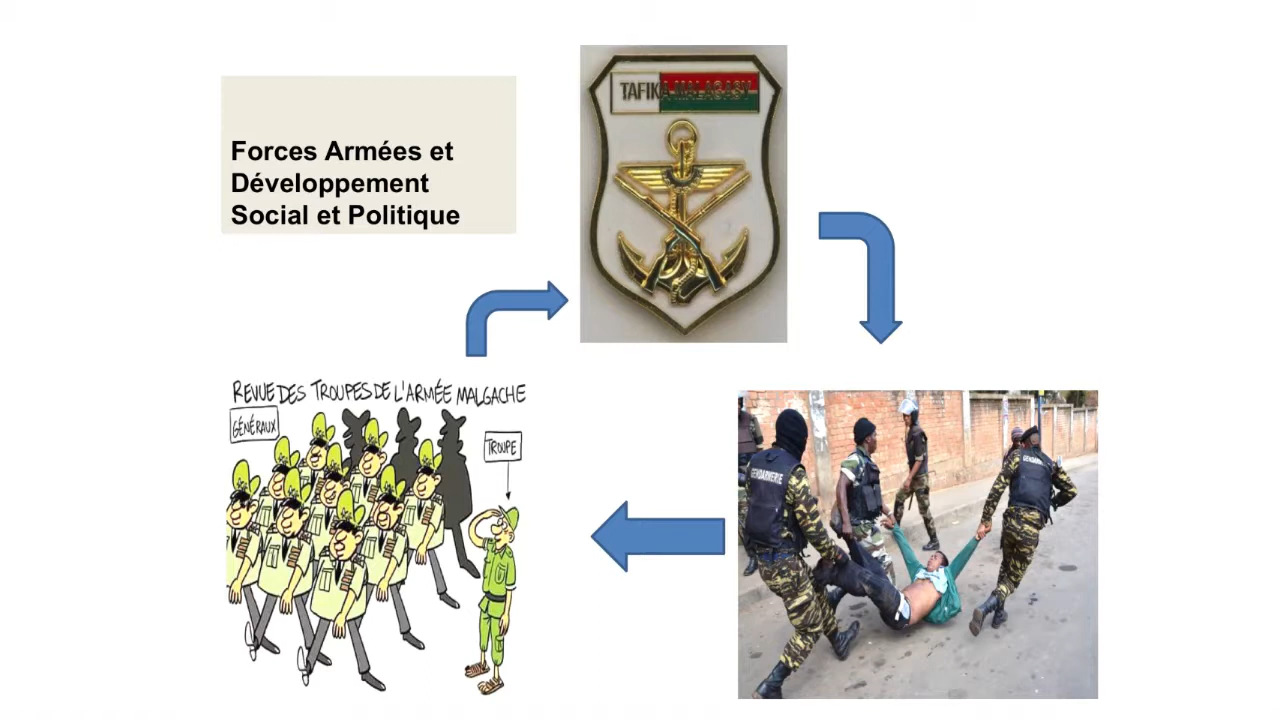 Forces Armées et
Développement
Social et Politique
TAFIKA MALAGASY
REVUE DES TROUPES DE L'ARMÉE MALGACHE
GÉNÉRAUX
TROUPE
GENDARMERIE
GENDARMERIE